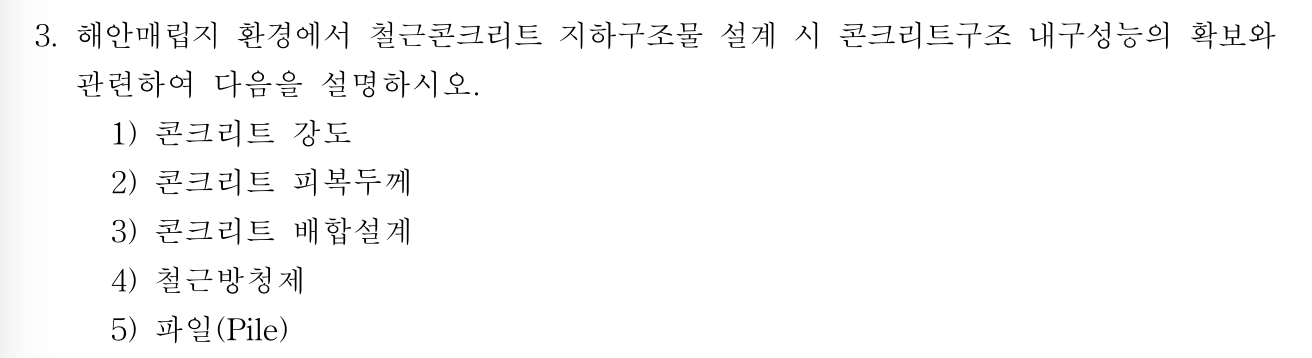 3. 해안매립지 환경에서 철근콘크리트 지하구조물 설계 시 콘크리트구조 내구성능의 확보와
관련하여 다음을 설명하시오.
1) 콘크리트 강도
2) 콘크리트 피복두께
3) 콘크리트 배합설계
4) 철근방청제
5) 파일(Pile)